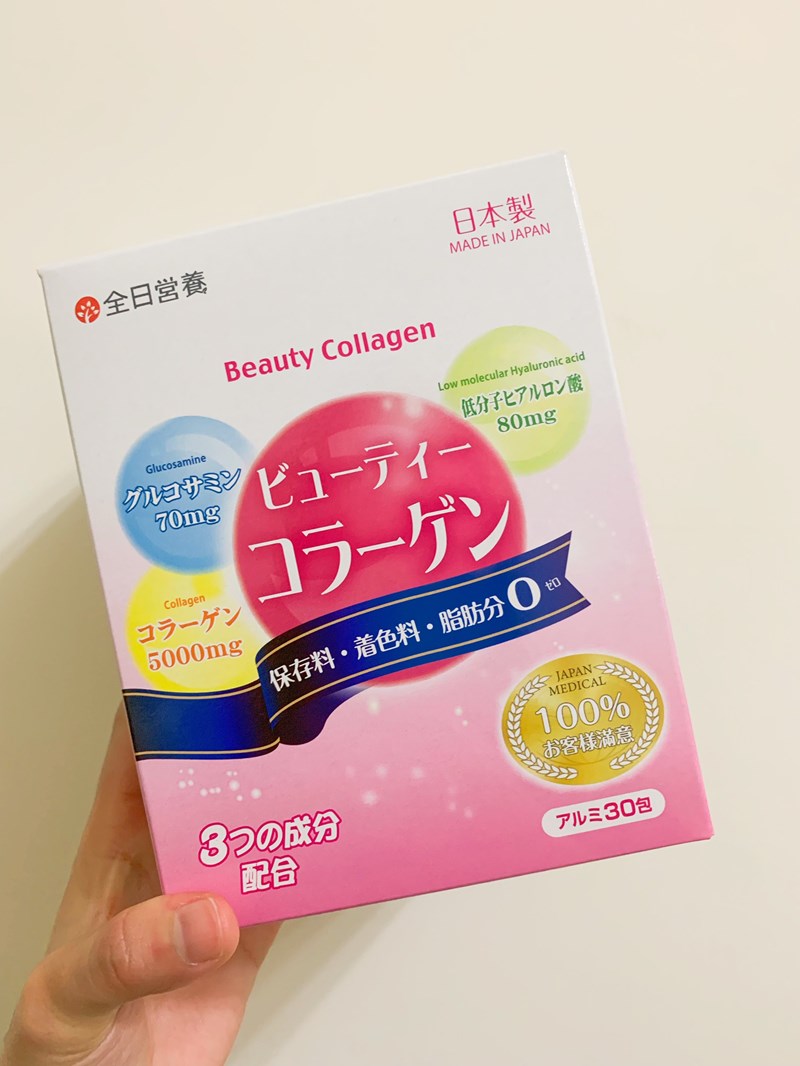 日本製
MADE IN JAPAN
全日営養
Beauty Collagen
Low molecular Hyaluronic acid
低分子ヒアルロン酸
80mg
Glucosamine
グルコサミン
70mg
ビューティー
コラーゲン
Collagen
コラーゲン
5000mg
保存料・着色料・脂肪分0ゼロ
JAPAN
MEDICAL
100%
お客様滿意
アルミ30包
3つの成分
配合